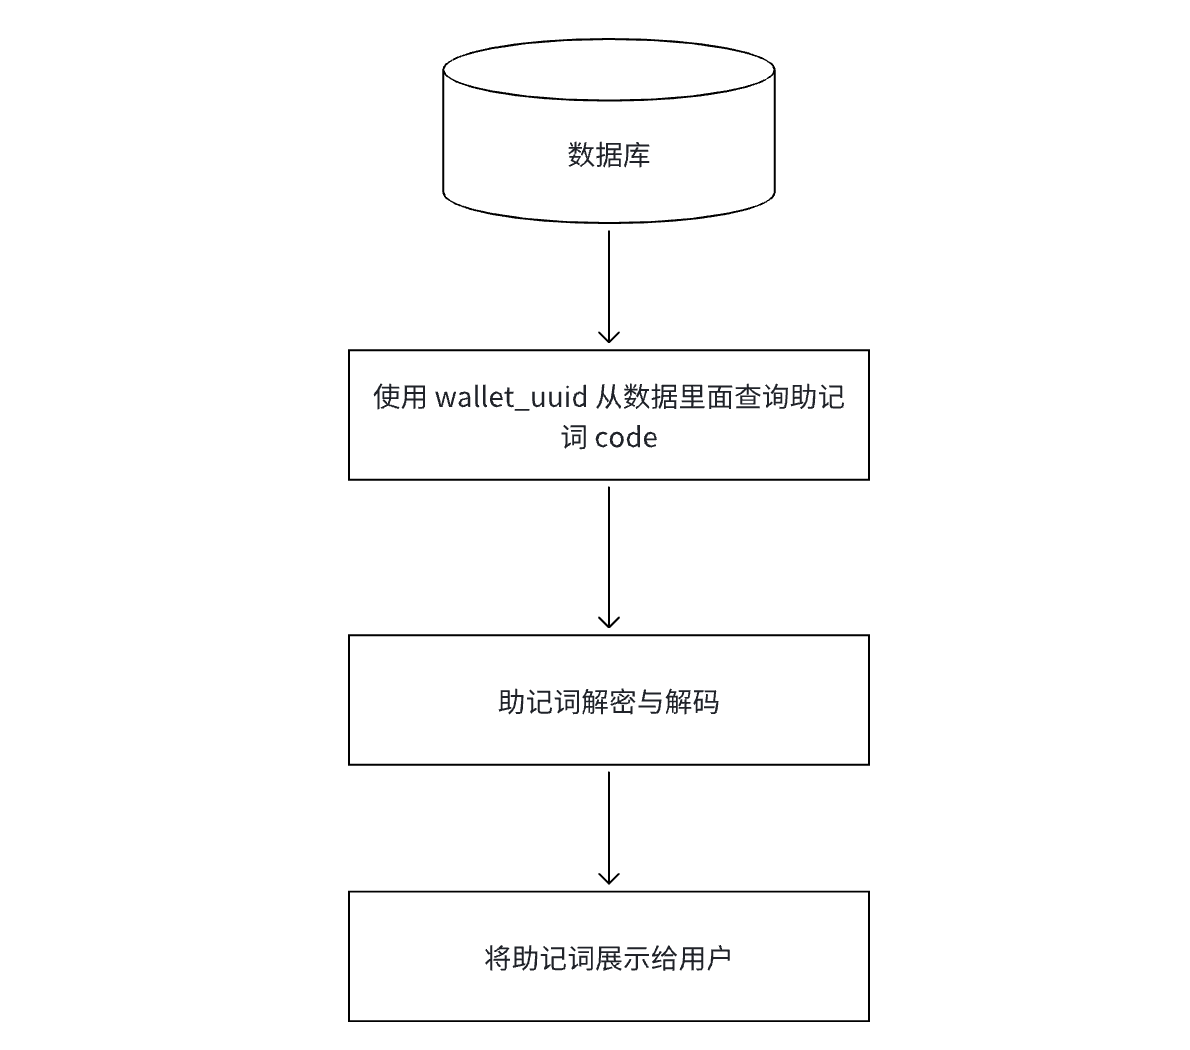 数据库
使用 wallet_uuid 从数据里面查询助记
词 code
助记词解密与解码
将助记词展示给用户